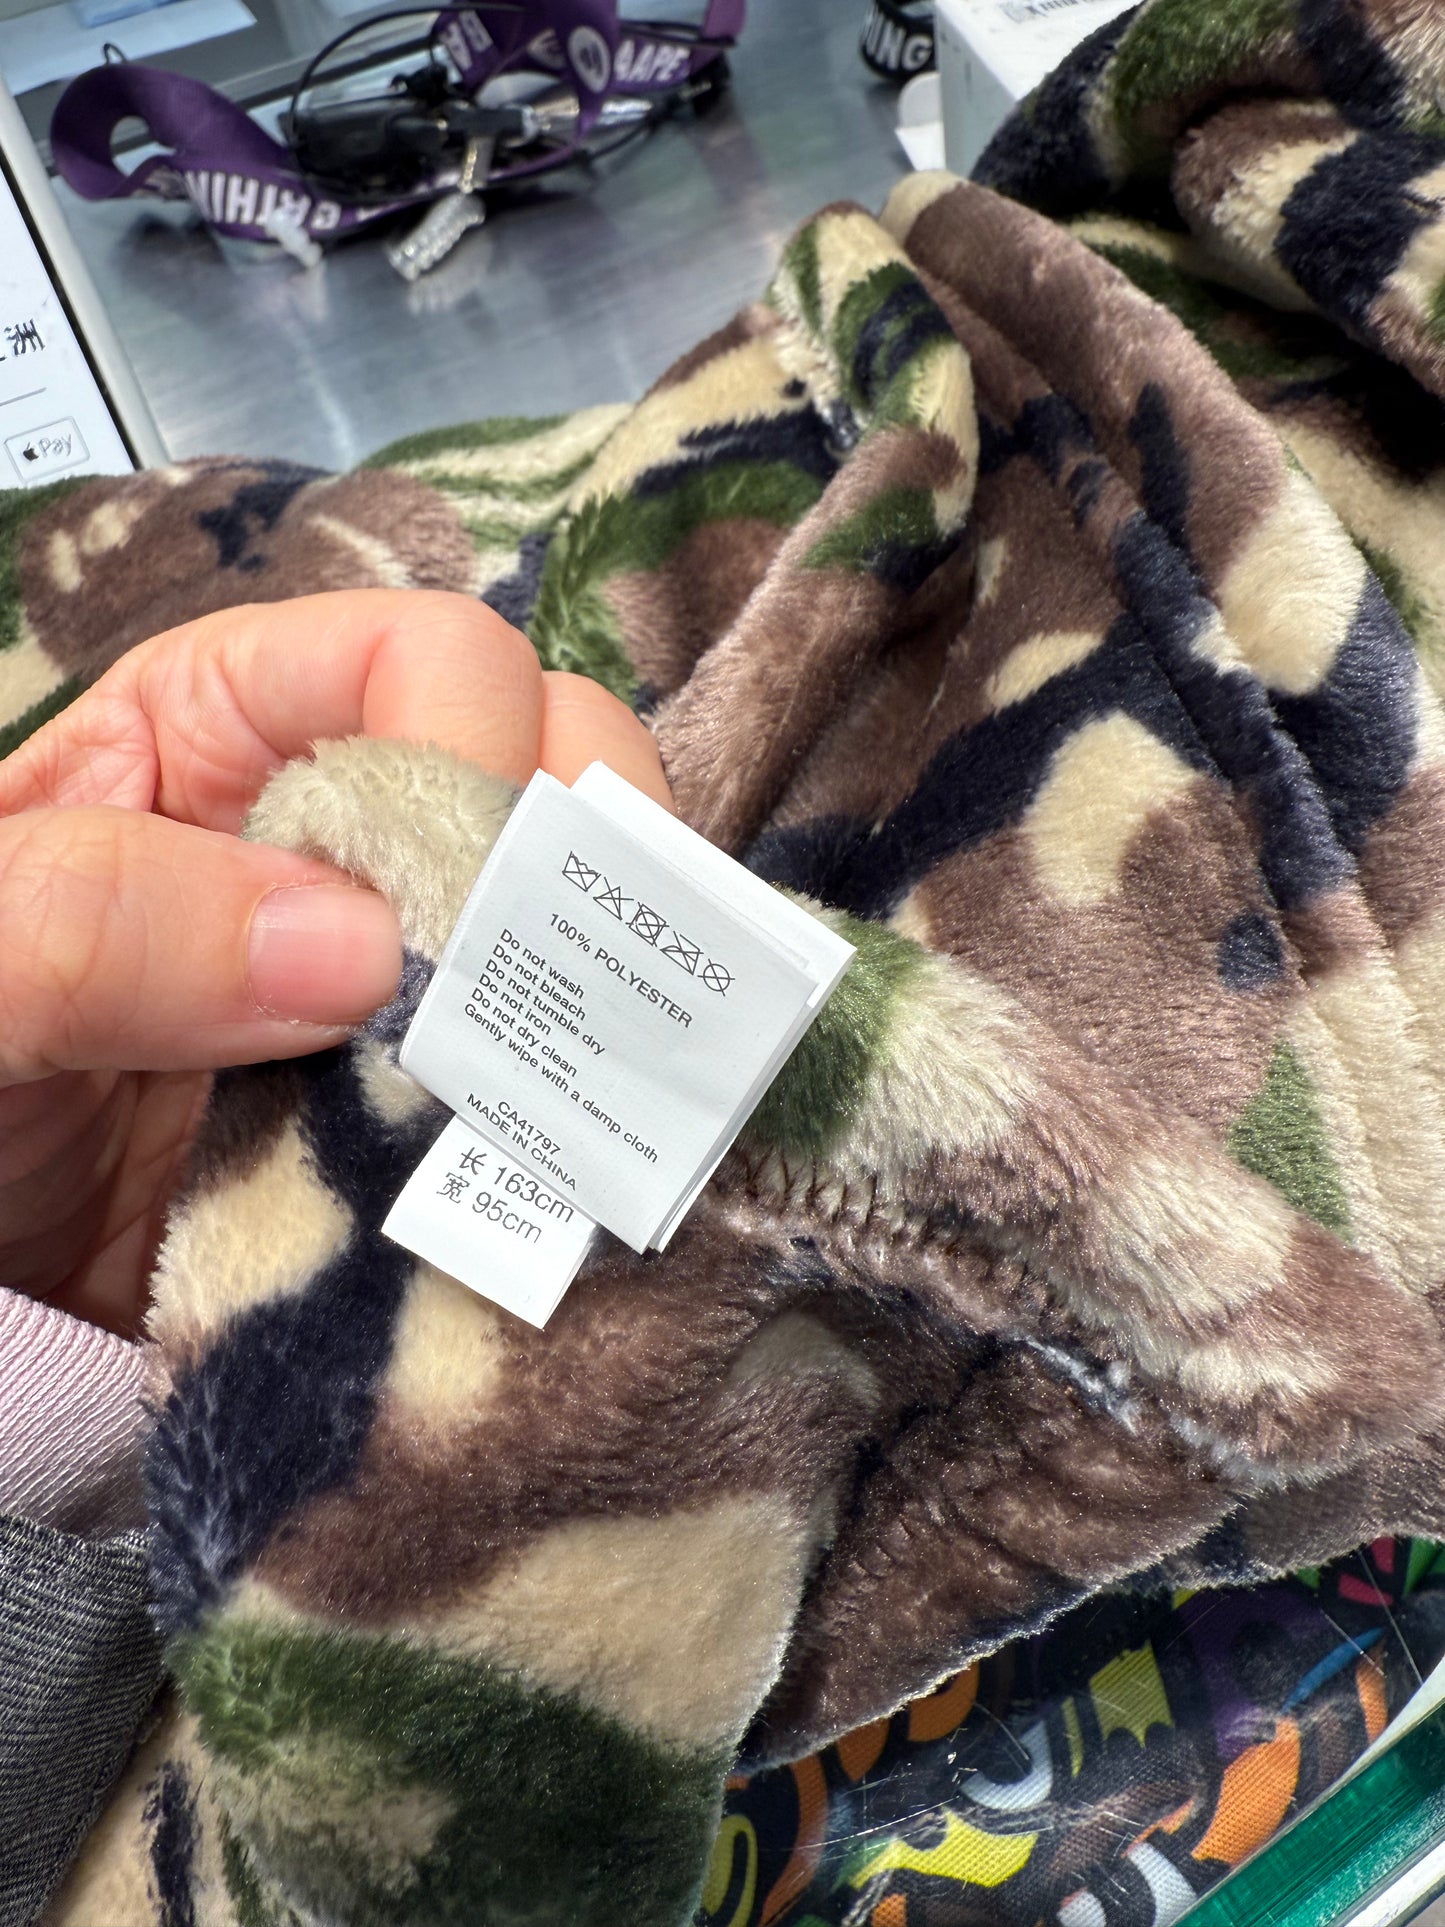 AAPE
Pay
100% POLYESTER
Do not wash
Do not bleach
Do not tumble dry
Do not iron
Do not dry clean
Gently wipe with a damp cloth
CA41797
MADE IN CHINA
长 163cm
宽 95cm